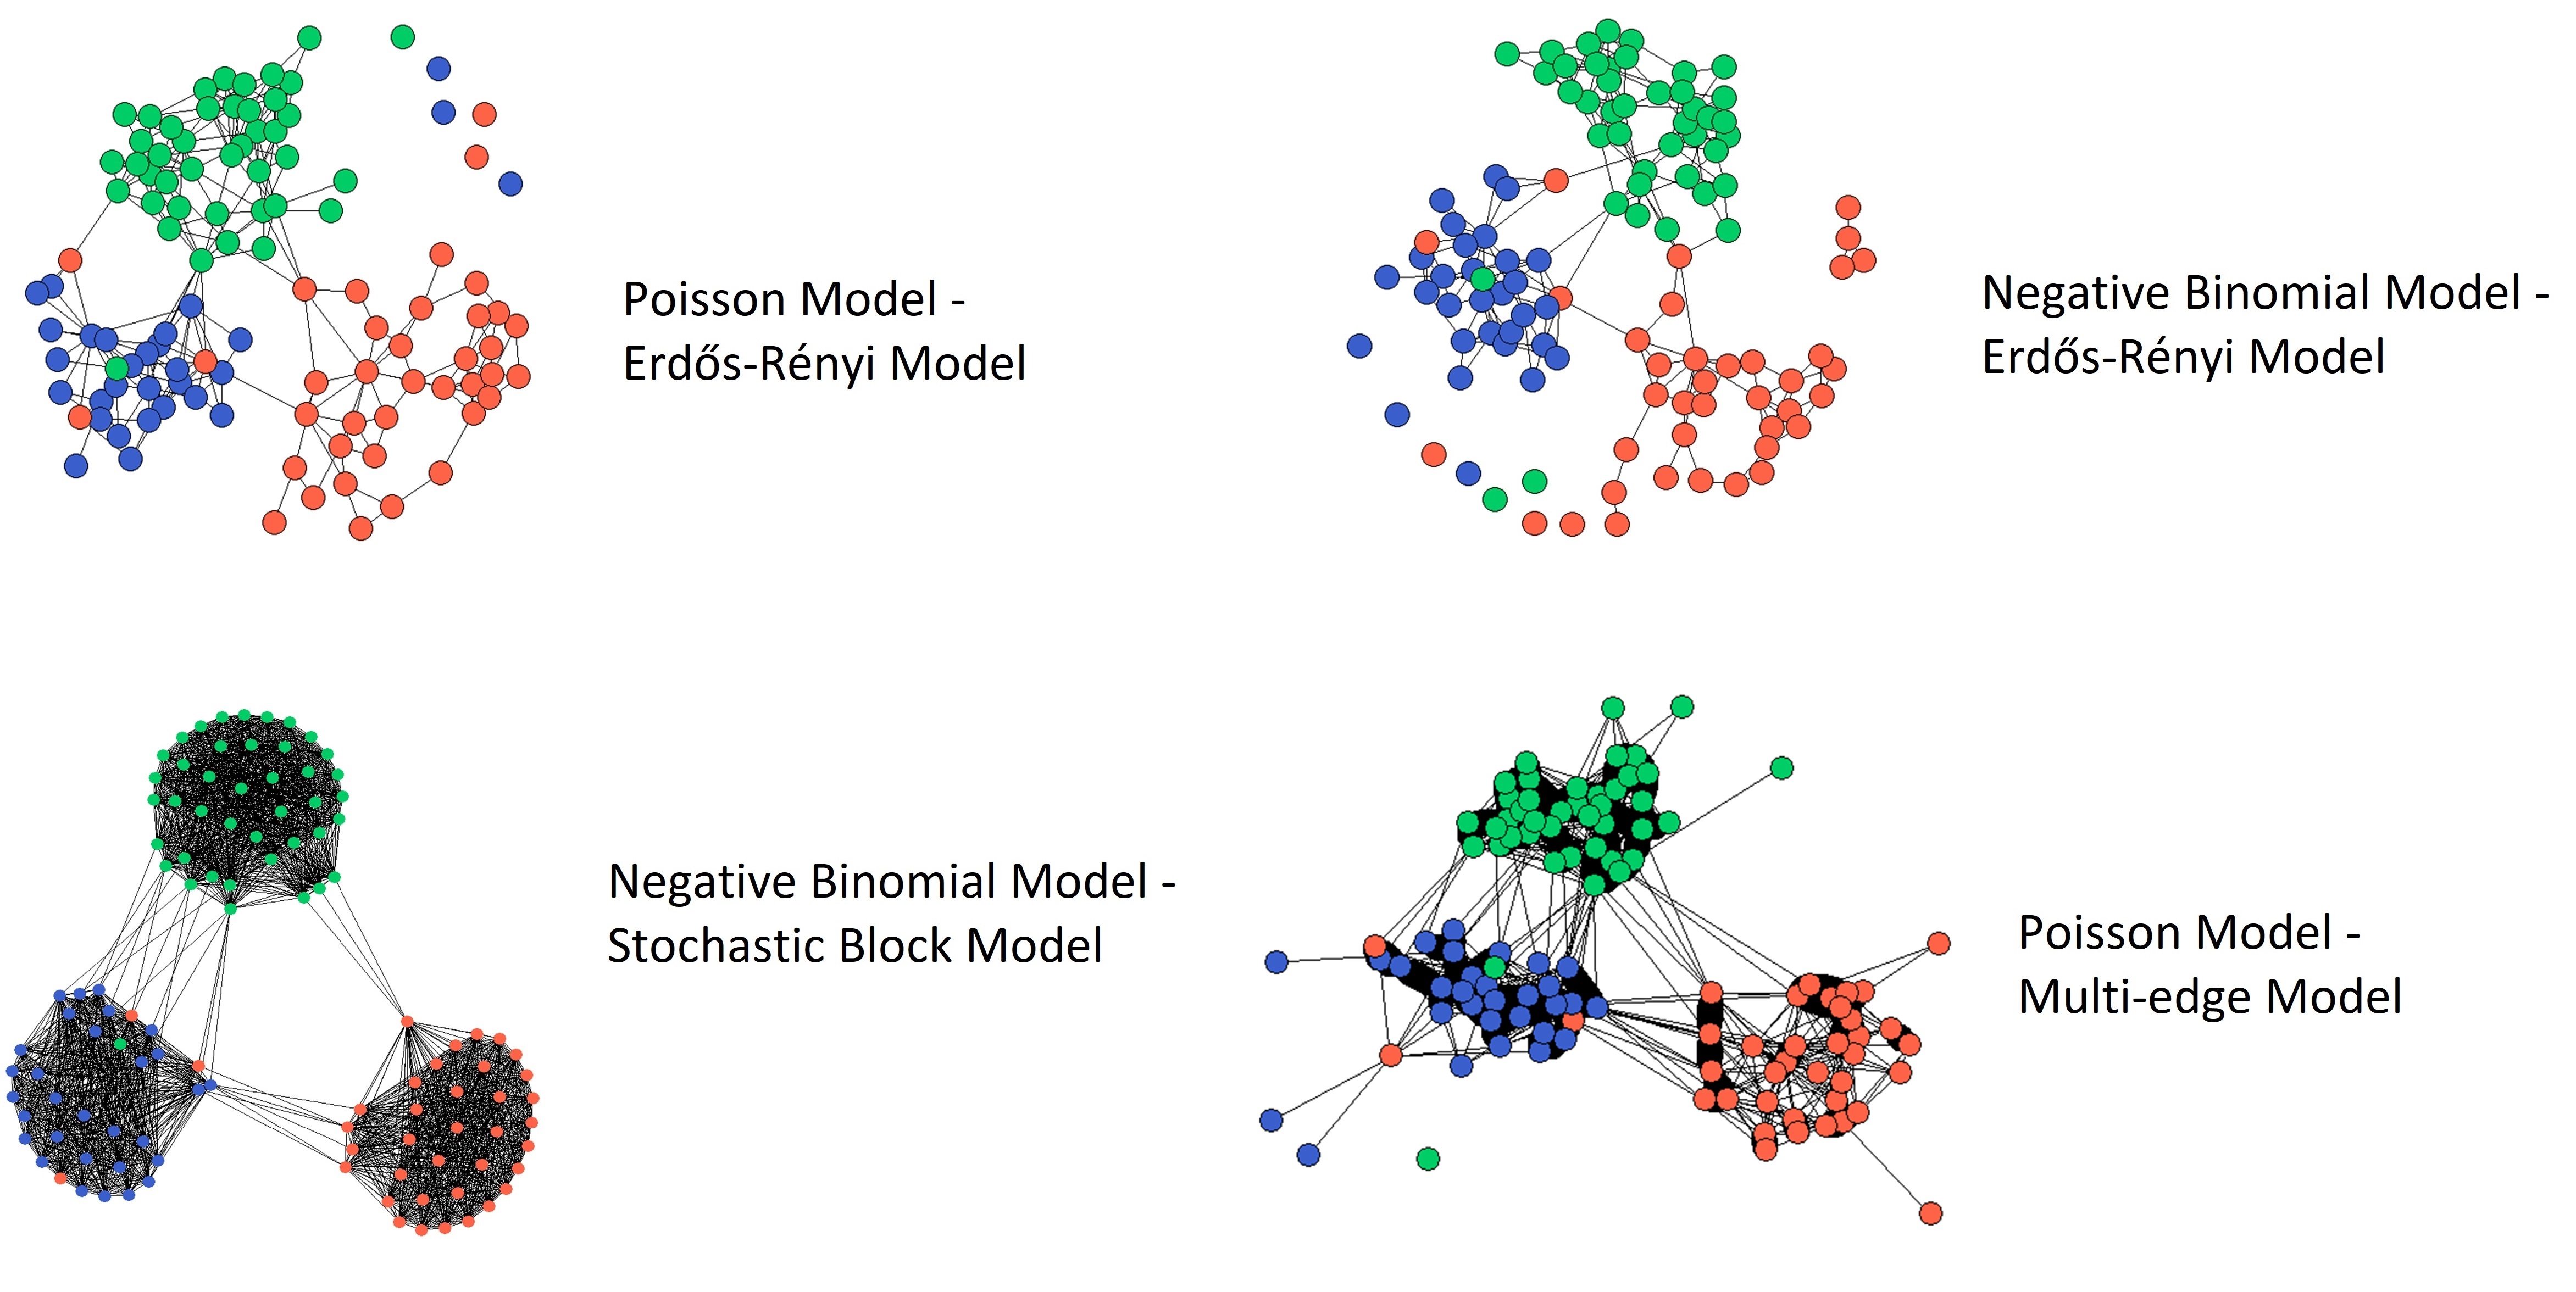 Poisson Model -
Erdős-Rényi Model
Negative Binomial Model -
Erdős-Rényi Model
Negative Binomial Model -
Stochastic Block Model
Poisson Model -
Multi-edge Model